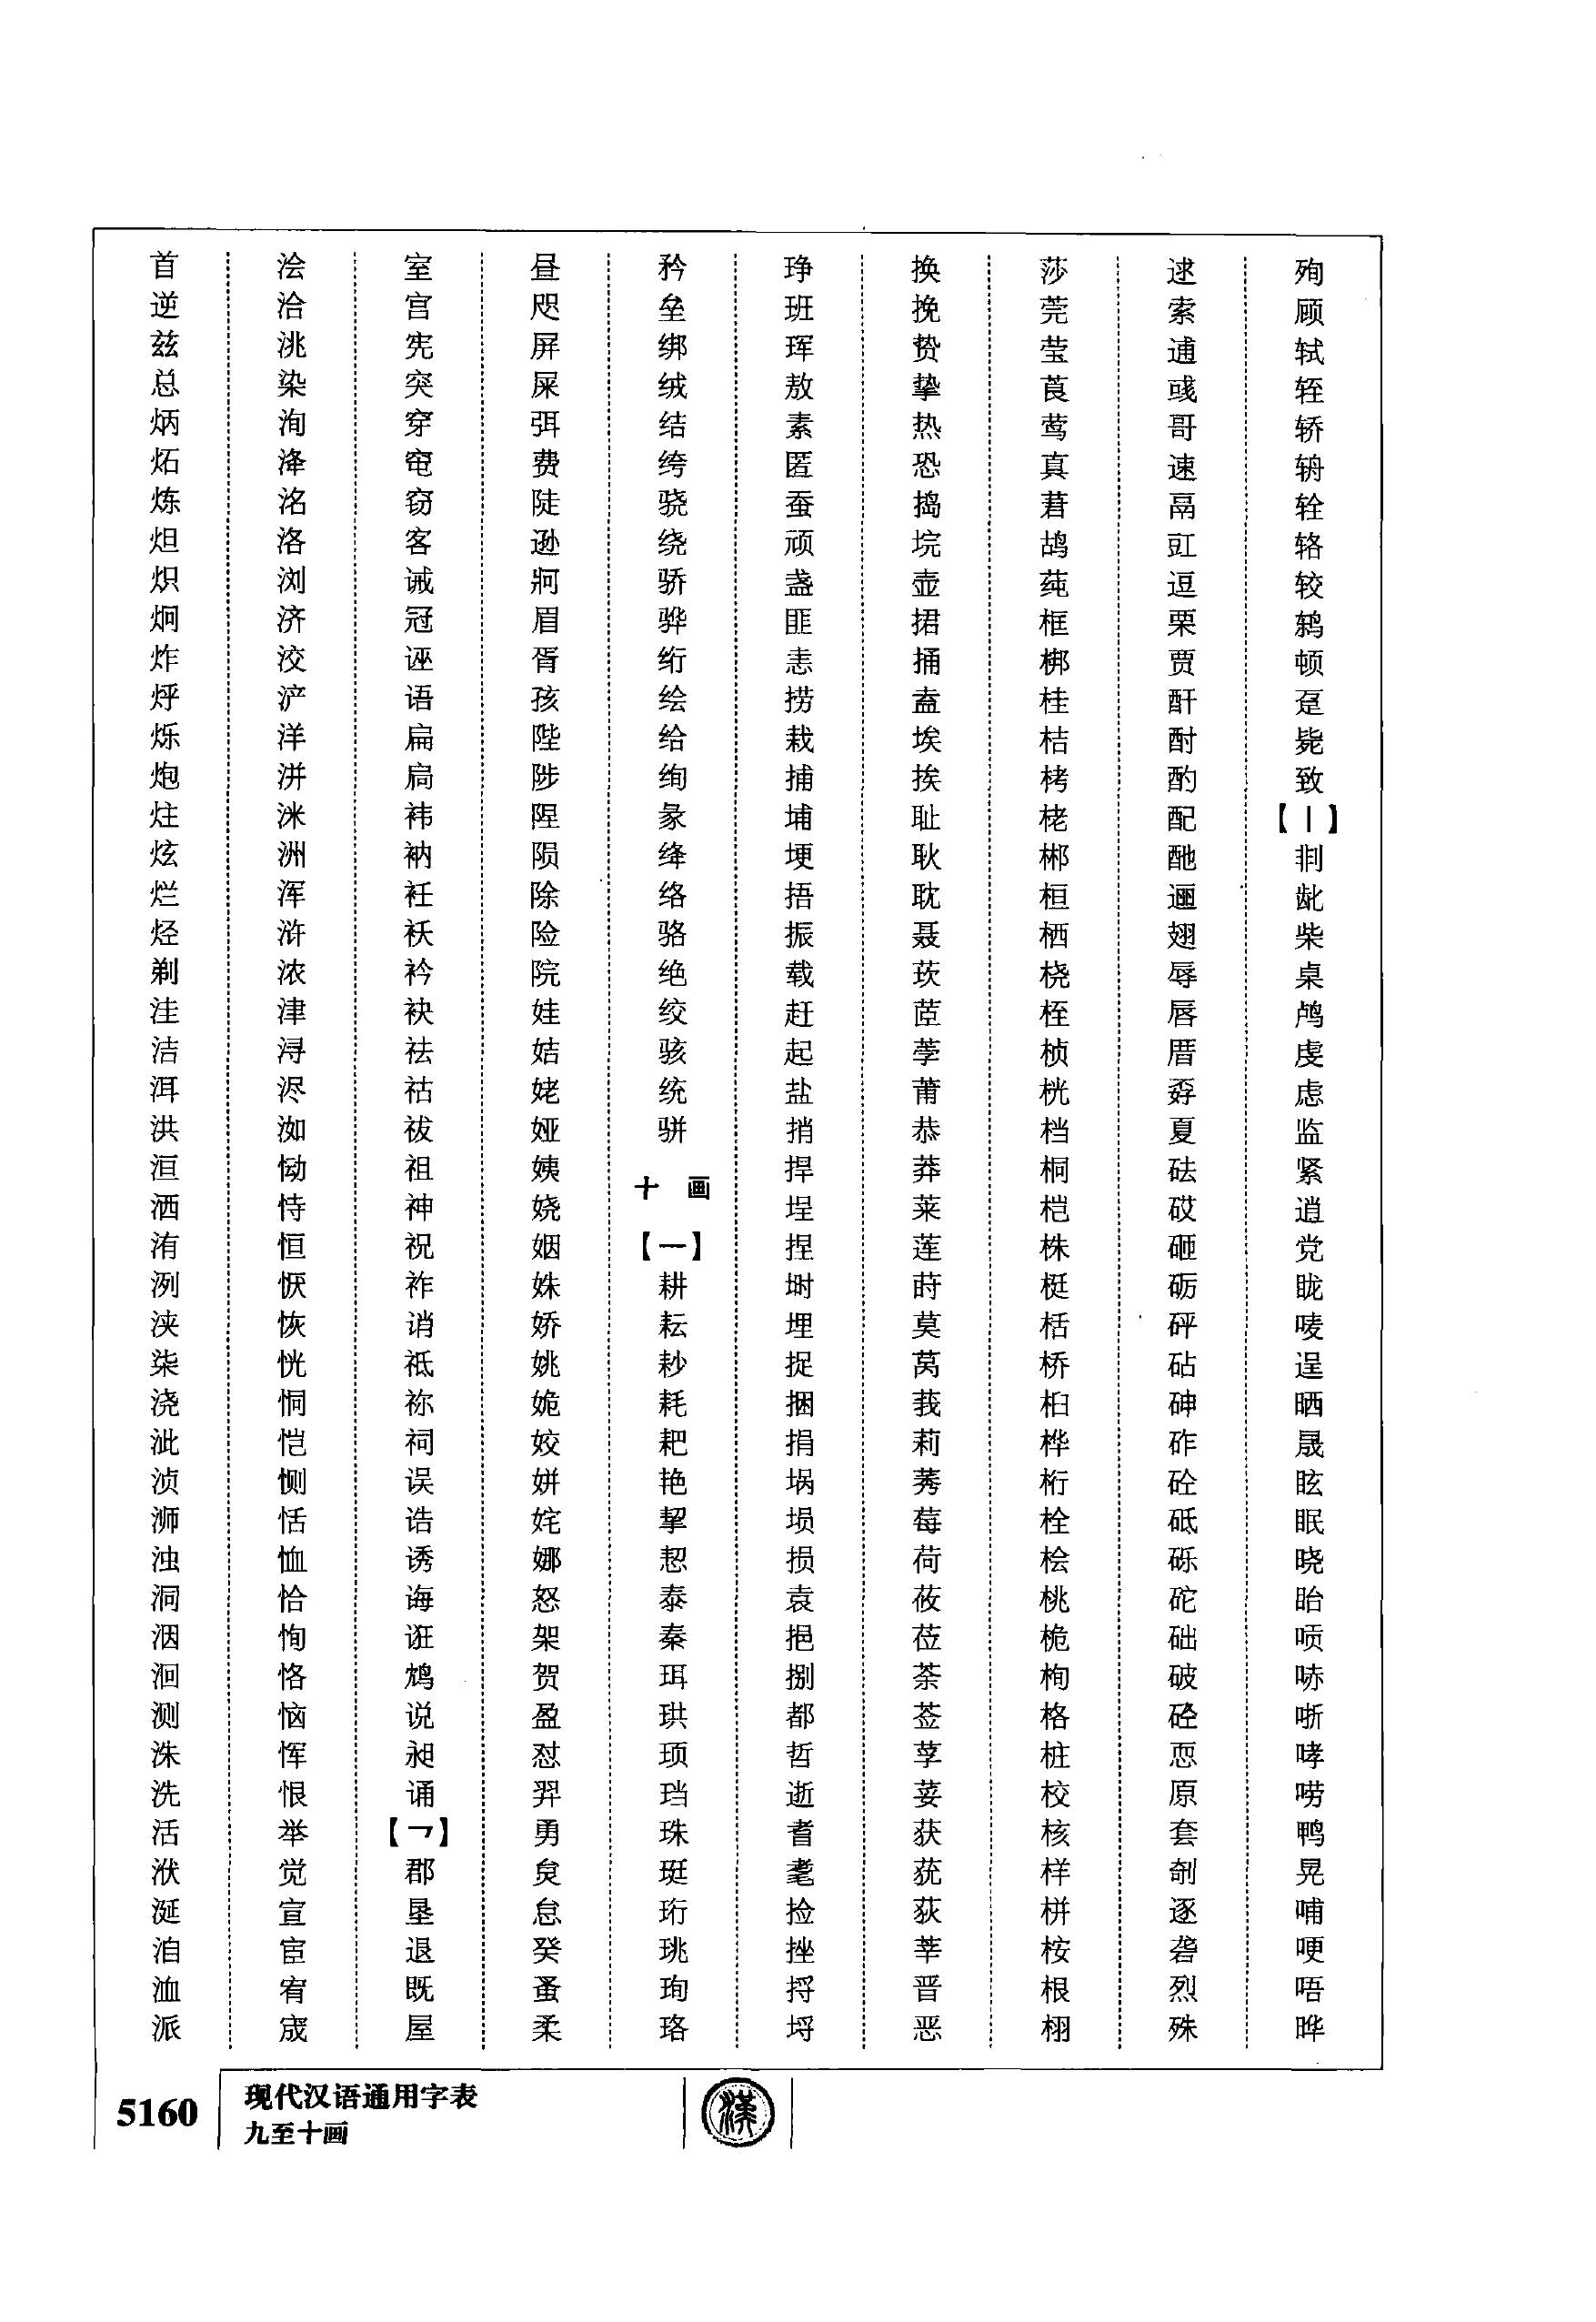 首逆兹总炳炻炼炟炽炯炸烀烁炮炷炫烂烃剃洼洁洱洪洹洒洧洌浃柒浇泚浈浉浊洞洇洄测洙洗活洑涎洎洫派
浍洽洮染洵洚洺洛浏济洨浐洋洴洣洲浑浒浓津浔浕洳恸恃恒恹恢恍恫恺恻恬恤恰恂恪恼恽恨举觉宣宦宥宬
室宫宪突穿窀窃客诫冠诬语扁扃袆衲衽袄衿袂祛祜祓祖神祝祚诮祗祢祠误诰诱诲诳鸩说昶诵【乛】郡垦退既屋
昼咫屏屎弭费陡逊牁眉胥孩陛陟陧陨除险院娃姞姥娅姨娆姻姝娇姚姽姣姘姹娜怒架贺盈怼羿勇炱怠癸蚤柔
矜垒绑绒结绔骁绕骄骅绗绘给绚彖绛络骆绝绞骇统骈
十画
【一】耕耘耖耗耙艳挈恝泰秦珥珙顼珰珠珽珩珧珣珞
琤班珲敖素匿蚕顽盏匪恚捞栽捕埔埂捂振载赶起盐捎捍埕捏埘埋捉捆捐埚埙损袁挹捌都哲逝耆耄捡挫捋埒
换挽贽挚热恐捣垸壶捃捅盍埃挨耻耿耽聂莰茝荸莆恭莽莱莲莳莫莴莪莉莠莓荷莜莅荼莶莩荽获莸荻莘晋恶
莎莞莹莨莺真莙鸪莼框梆桂桔栲栳郴桓栖桡桎桢桄档桐桤株梃栝桥桕桦桁栓桧桃桅栒格桩校核样栟桉根栩
逑索逋彧哥速鬲豇逗栗贾酐酎酌配酏逦翅辱唇厝孬夏砝砹砸砺砰砧砷砟砼砥砾砣础破硁恧原套剞逐砻烈殊
殉顾轼轾轿辀辁辂较鸫顿趸毙致【丨】剕龀柴桌鸬虔虑监紧逍党眬唛逞晒晟眩眠晓眙唝哧哳哮唠鸭晃哺哽唔晔
5160
现代汉语通用字表
九至十画
漢